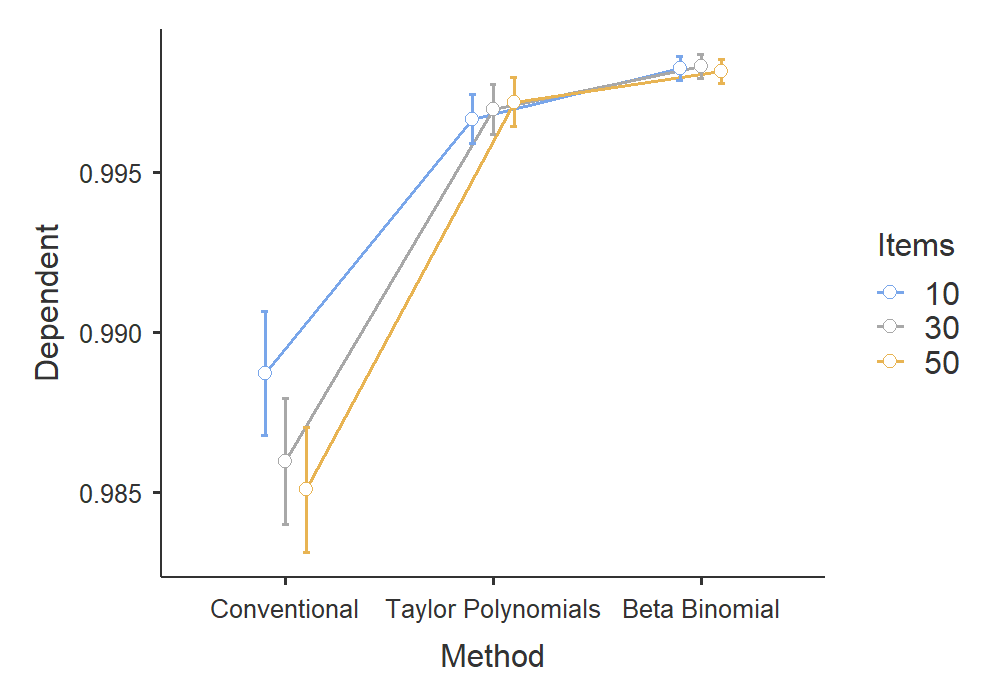 0.995
0.990
0.985
Dependent
Conventional
Taylor Polynomials
Beta Binomial
Method
Items
10
30
50